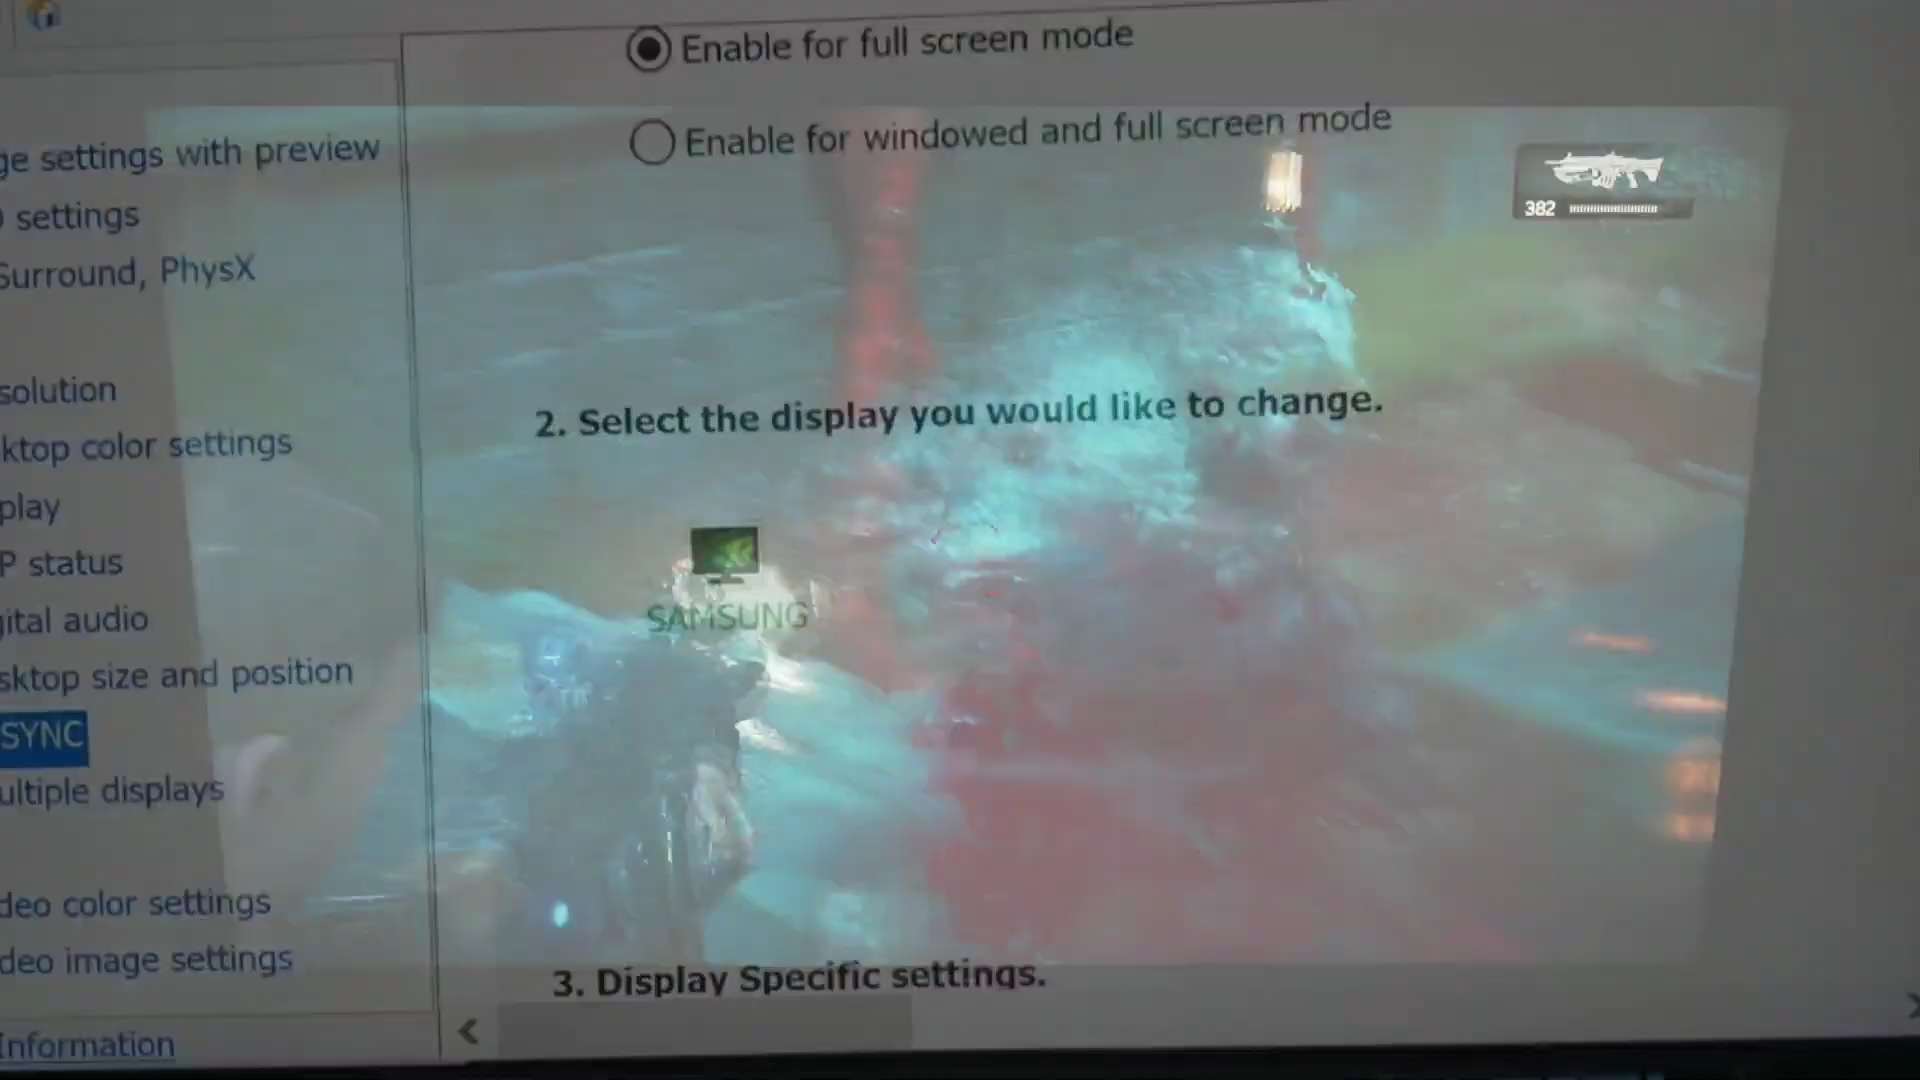 Enable for full screen mode
Enable for windowed and full screen mode
ge settings with preview
settings
Surround, PhysX
382
solution
2. Select the display you would like to change.
ktop color settings
play
P status
SAMSUNG
gital audio
sktop size and position
SYNC
ultiple displays
deo color settings
deo image settings
3. Display Specific settings.
Information